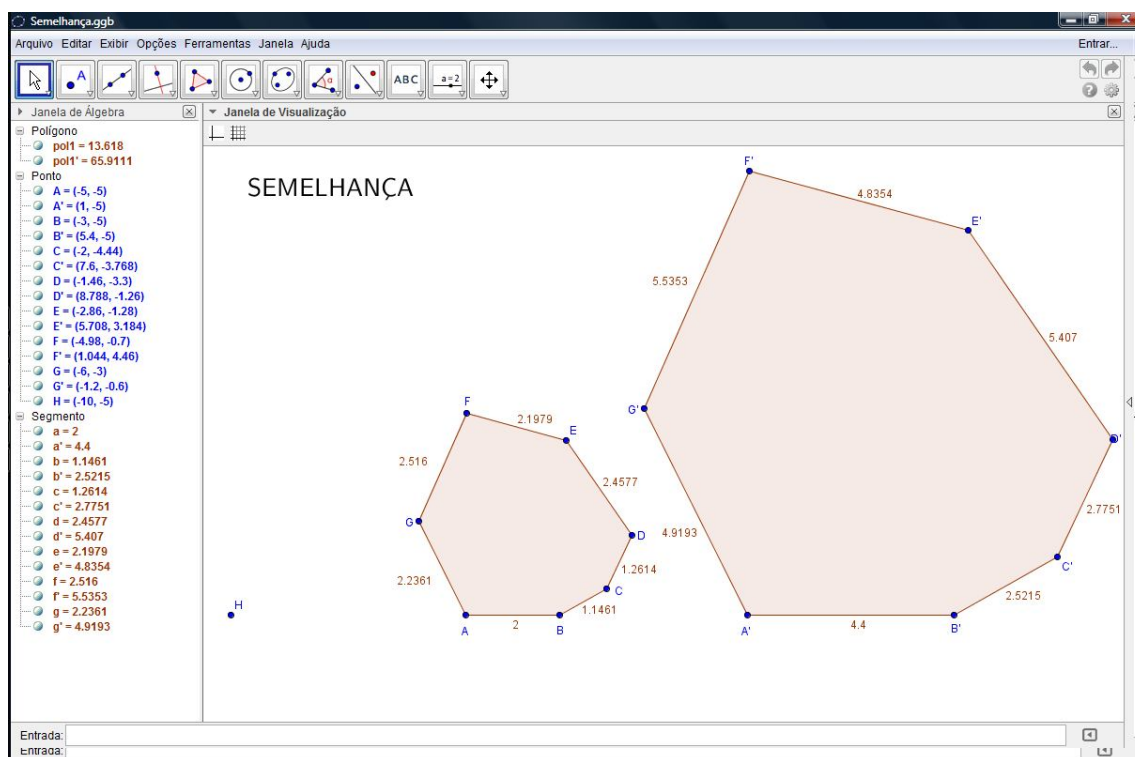 Semelhança.ggb
Arquivo Editar Exibir Opções Ferramentas Janela Ajuda Entrar...
A ABC a=2
Janela de Álgebra
Janela de Visualização
Polígono
pol1 = 13.618
pol1' = 65.9111
Ponto
A = (-5, -5)
A' = (1, -5)
B = (-3, -5)
B' = (5.4, -5)
C = (-2, -4.44)
C' = (7.6, -3.768)
D = (-1.46, -3.3)
D' = (8.788, -1.26)
E = (-2.86, -1.28)
E' = (5.708, 3.184)
F = (-4.98, -0.7)
F' = (1.044, 4.46)
G = (-6, -3)
G' = (-1.2, -0.6)
H = (-10, -5)
Segmento
a = 2
a' = 4.4
b = 1.1461
b' = 2.5215
c = 1.2614
c' = 2.7751
d = 2.4577
d' = 5.407
e = 2.1979
e' = 4.8354
f = 2.516
f' = 5.5353
g = 2.2361
g' = 4.9193
SEMELHANÇA
F'
4.8354
E'
5.5353
5.407
F
2.1979
E
G'
D'
2.516
2.4577
G
4.9193
2.7751
D
2.2361
1.2614
C
C'
H
1.1461
2.5215
A
2
B
A'
4.4
B'
Entrada:
Entrada: